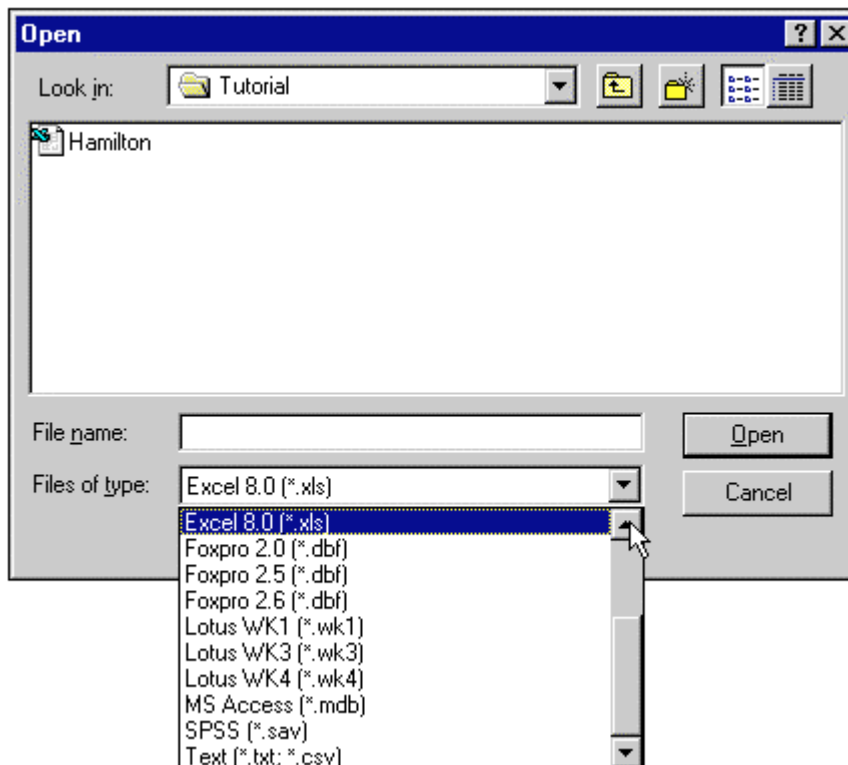 Open
Look in: Tutorial
Hamilton
File name:
Open
Files of type: Excel 8.0 (*.xls)
Cancel
Excel 8.0 (*.xls)
Foxpro 2.0 (*.dbf)
Foxpro 2.5 (*.dbf)
Foxpro 2.6 (*.dbf)
Lotus WK1 (*.wk1)
Lotus WK3 (*.wk3)
Lotus WK4 (*.wk4)
MS Access (*.mdb)
SPSS (*.sav)
Text (*.txt; *.csv)